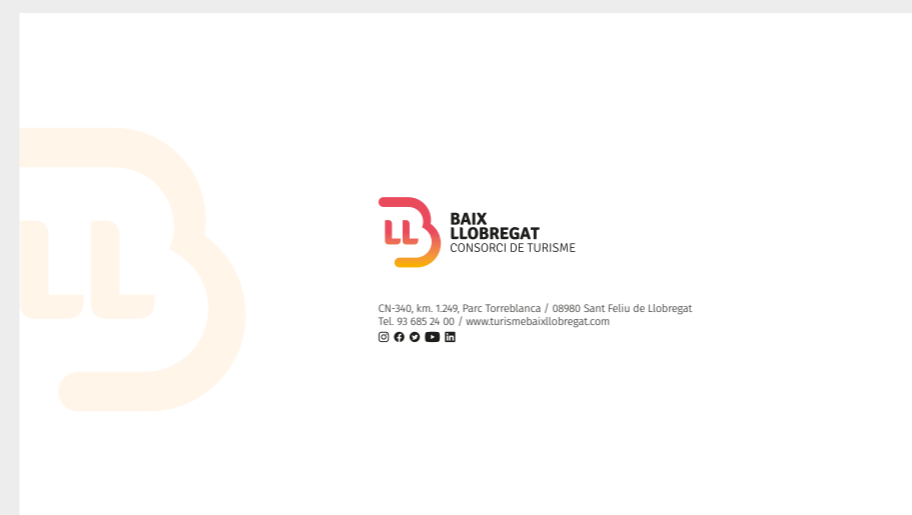 BAIX
LLOBREGAT
CONSORCI DE TURISME
CN-340, km. 1.249, Parc Torreblanca / 08980 Sant Feliu de Llobregat
Tel. 93 685 24 00 / www.turismebaixllobregat.com